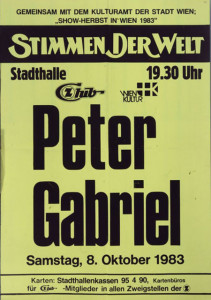 GEMEINSAM MIT DEM KULTURAMT DER STADT WIEN;
"SHOW-HERBST IN WIEN 1983"
STIMMEN DER WELT
Stadthalle 19.30 Uhr
Club WIEN KULTUR
Peter
Gabriel
Samstag, 8. Oktober 1983
Karten: Stadthallenkassen 95 4 90, Kartenbüros
für Club-Mitglieder in allen Zweigstellen der Z